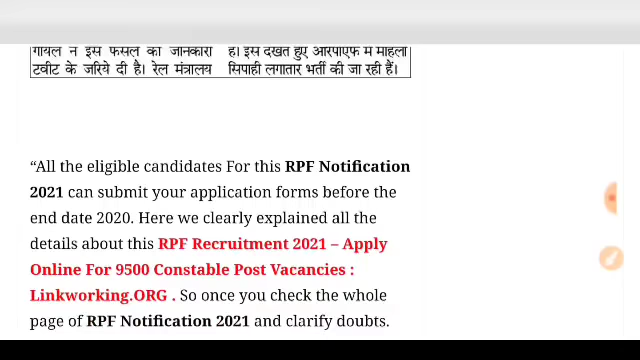 गोयल ने इस फैसले की जानकारी
ट्वीट के जरिये दी है। रेल मंत्रालय
है। इसे देखते हुए आरपीएफ में महिला
सिपाही लगातार भर्ती की जा रही हैं।
“All the eligible candidates For this RPF Notification
2021 can submit your application forms before the
end date 2020. Here we clearly explained all the
details about this RPF Recruitment 2021 – Apply
Online For 9500 Constable Post Vacancies :
Linkworking.ORG . So once you check the whole
page of RPF Notification 2021 and clarify doubts.